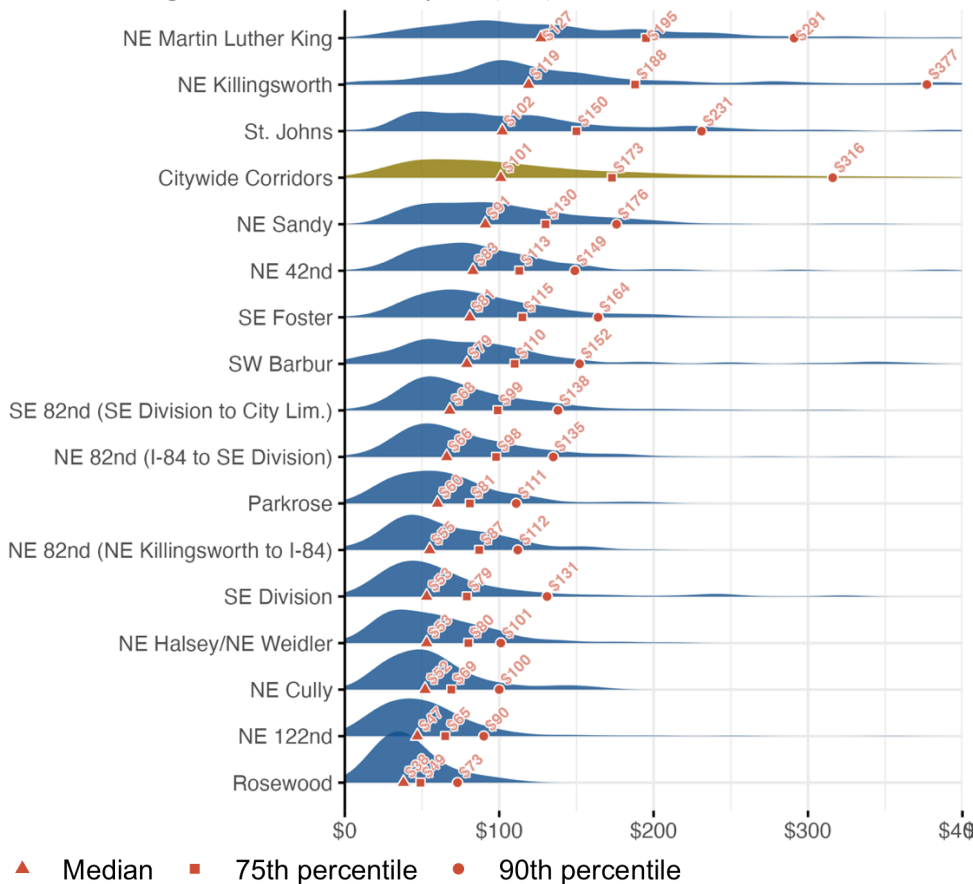 NE Martin Luther King $127 $195 $291
NE Killingsworth $119 $188 $377
St. Johns $102 $150 $231
Citywide Corridors $101 $173 $316
NE Sandy $91 $130 $176
NE 42nd $83 $113 $149
SE Foster $81 $115 $164
SW Barbur $79 $110 $152
SE 82nd (SE Division to City Lim.) $68 $99 $138
NE 82nd (I-84 to SE Division) $66 $98 $135
Parkrose $60 $81 $111
NE 82nd (NE Killingsworth to I-84) $55 $87 $112
SE Division $53 $79 $131
NE Halsey/NE Weidler $53 $80 $101
NE Cully $52 $69 $100
NE 122nd $47 $65 $90
Rosewood $38 $49 $73
$0 $100 $200 $300
Median 75th percentile 90th percentile